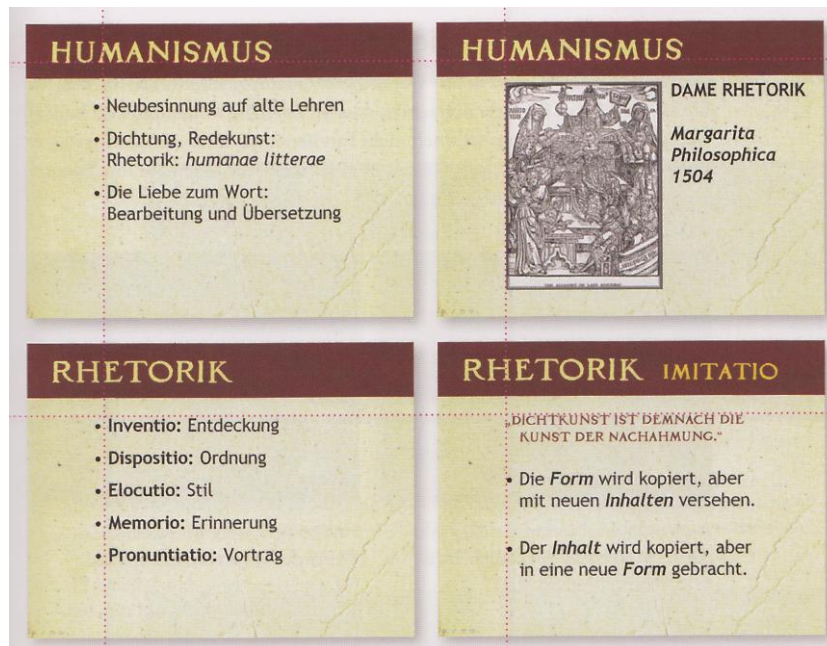 HUMANISMUS
• Neubesinnung auf alte Lehren
• Dichtung, Redekunst:
Rhetorik: humanae litterae
• Die Liebe zum Wort:
Bearbeitung und Übersetzung
HUMANISMUS
DAME RHETORIK
Margarita
Philosophica
1504
RHETORIK
• Inventio: Entdeckung
• Dispositio: Ordnung
• Elocutio: Stil
• Memorio: Erinnerung
• Pronuntiatio: Vortrag
RHETORIK IMITATIO
„DICHTKUNST IST DEMNACH DIE
KUNST DER NACHAHMUNG.“
• Die Form wird kopiert, aber
mit neuen Inhalten versehen.
• Der Inhalt wird kopiert, aber
in eine neue Form gebracht.